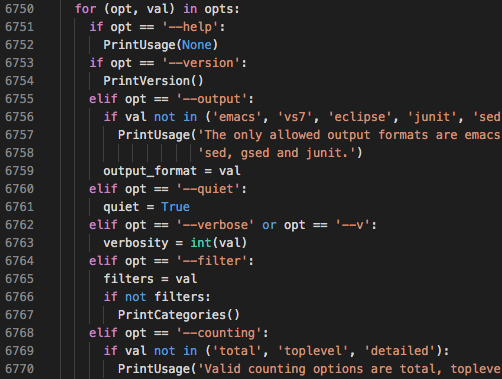 6750 for (opt, val) in opts:
6751 if opt == '--help':
6752 PrintUsage(None)
6753 if opt == '--version':
6754 PrintVersion()
6755 elif opt == '--output':
6756 if val not in ('emacs', 'vs7', 'eclipse', 'junit', 'sed
6757 PrintUsage('The only allowed output formats are emacs
6758 'sed, gsed and junit.')
6759 output_format = val
6760 elif opt == '--quiet':
6761 quiet = True
6762 elif opt == '--verbose' or opt == '--v':
6763 verbosity = int(val)
6764 elif opt == '--filter':
6765 filters = val
6766 if not filters:
6767 PrintCategories()
6768 elif opt == '--counting':
6769 if val not in ('total', 'toplevel', 'detailed'):
6770 PrintUsage('Valid counting options are total, topleve